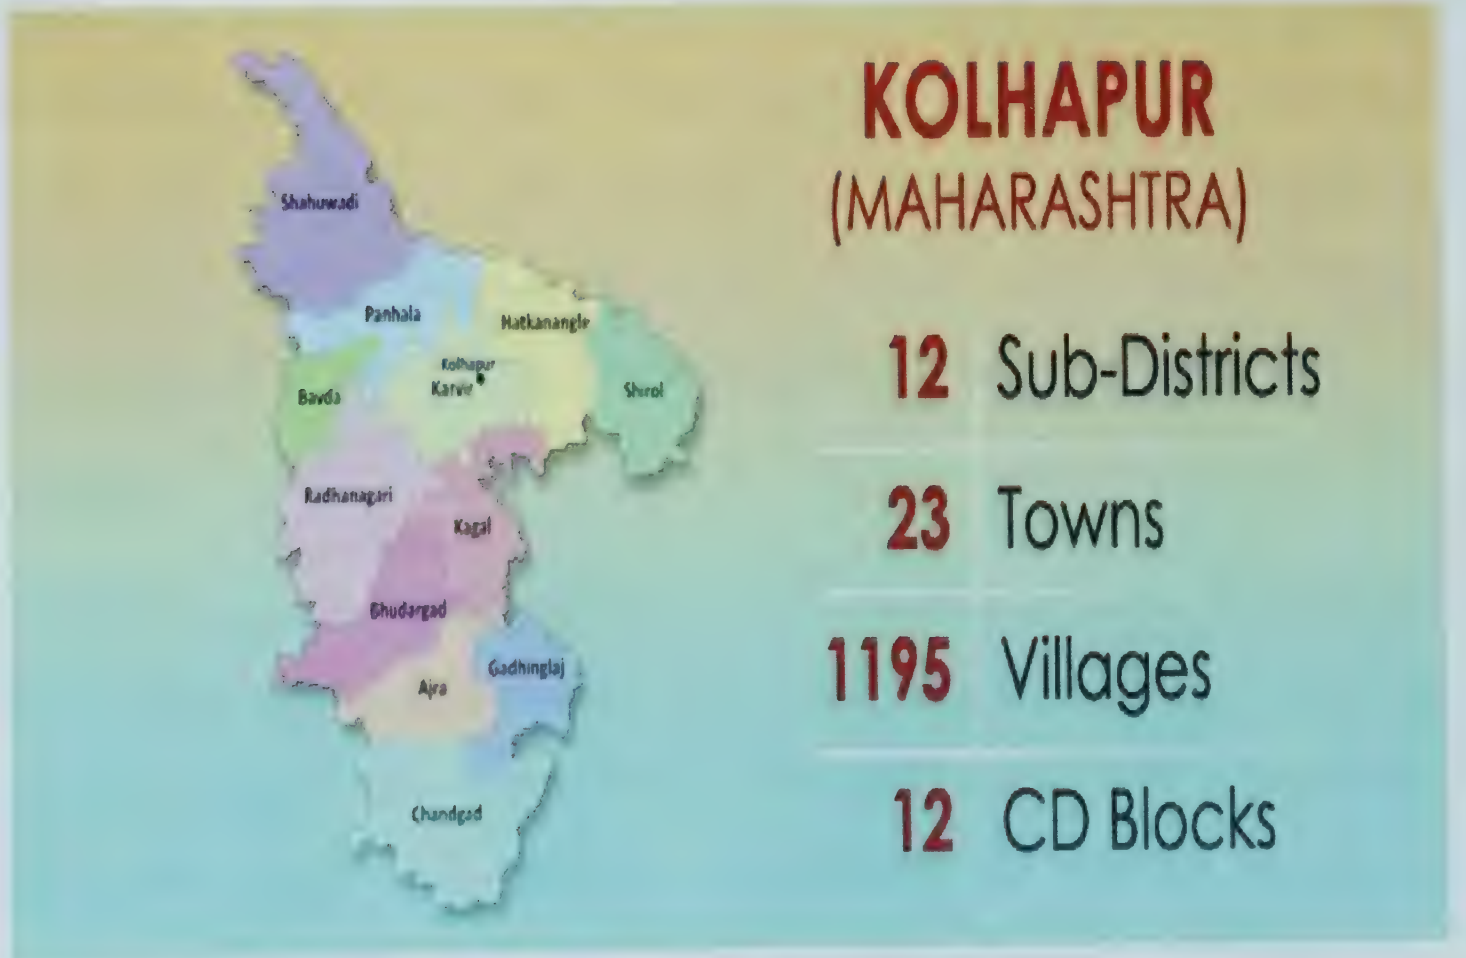 KOLHAPUR
(MAHARASHTRA)
12 Sub-Districts
23 Towns
1195 Villages
12 CD Blocks
Shahuwadi
Panhala
Hatkanangle
Kolhapur
Karvir
Bavda
Shirol
Radhanagari
Kagal
Bhudargad
Gadhinglaj
Ajra
Chandgad